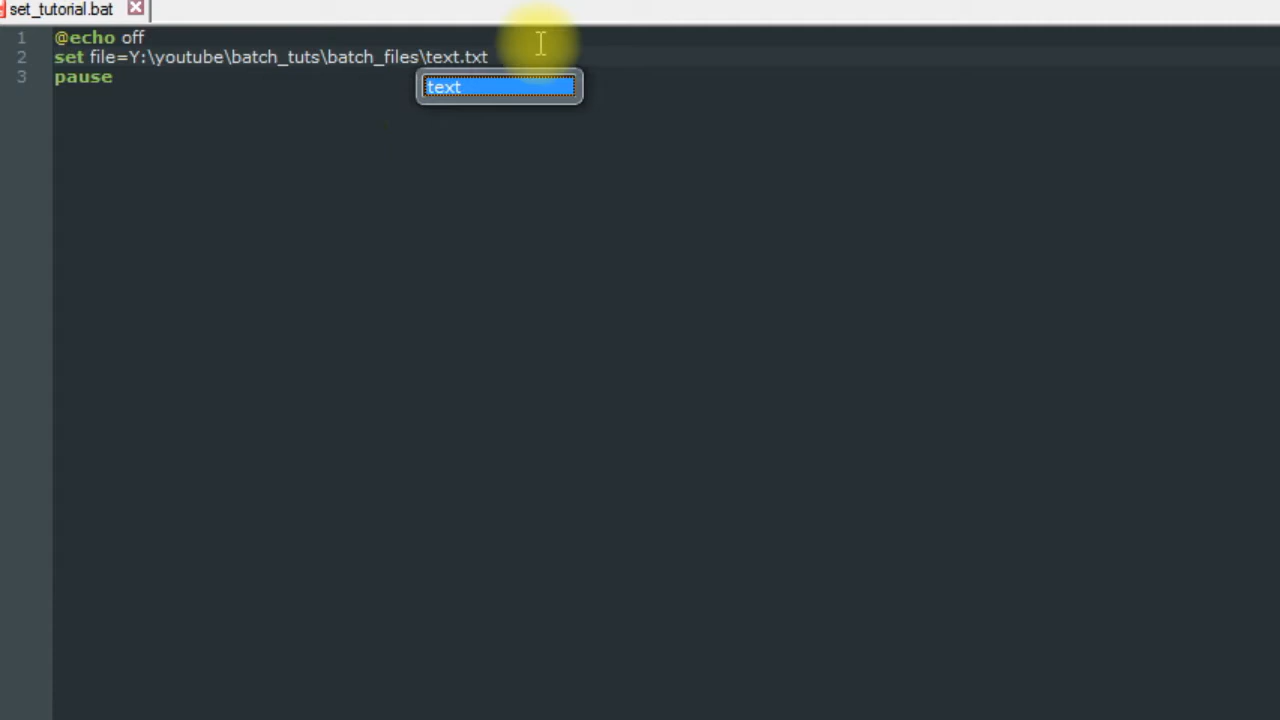 set_tutorial.bat
1 @echo off
2 set file=Y:\youtube\batch_tuts\batch_files\text.txt
3 pause
text